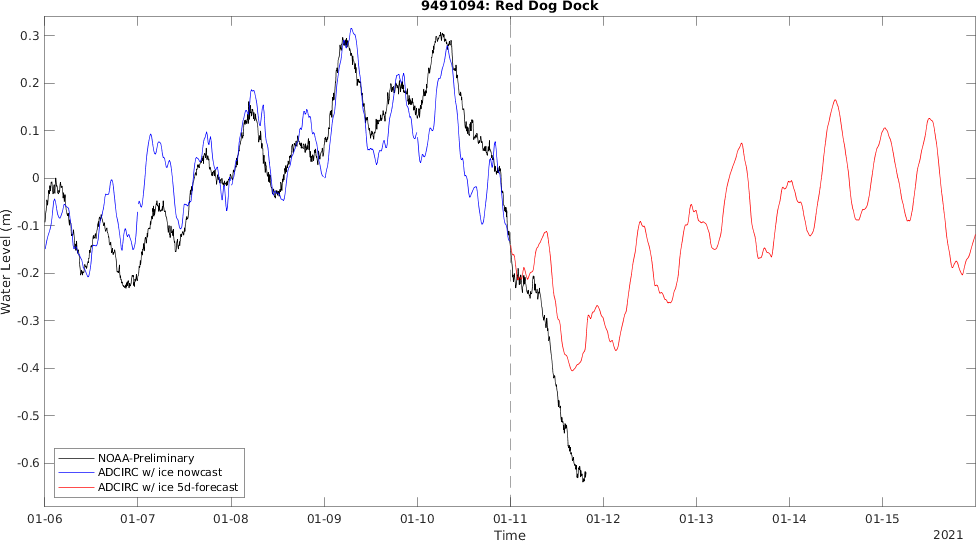 9491094: Red Dog Dock
Water Level (m)
0.3
0.2
0.1
0
-0.1
-0.2
-0.3
-0.4
-0.5
-0.6
NOAA-Preliminary
ADCIRC w/ ice nowcast
ADCIRC w/ ice 5d-forecast
01-06 01-07 01-08 01-09 01-10 01-11 01-12 01-13 01-14 01-15
Time
2021